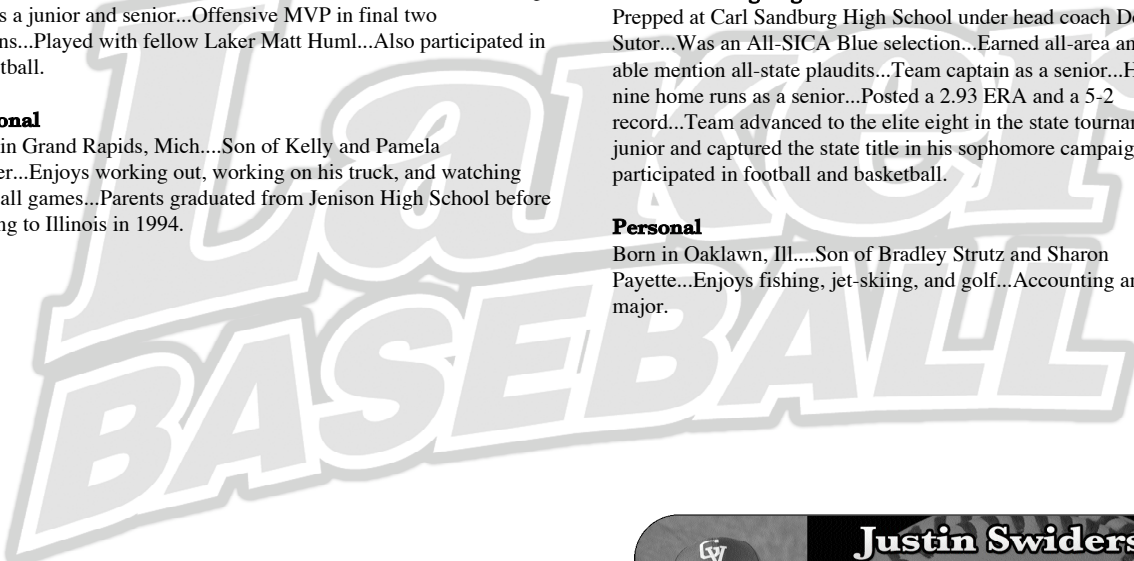 s a junior and senior...Offensive MVP in final two
ns...Played with fellow Laker Matt Huml...Also participated in
tball.
onal
in Grand Rapids, Mich....Son of Kelly and Pamela
er...Enjoys working out, working on his truck, and watching
all games...Parents graduated from Jenison High School before
ng to Illinois in 1994.
Prepped at Carl Sandburg High School under head coach D
Sutor...Was an All-SICA Blue selection...Earned all-area an
able mention all-state plaudits...Team captain as a senior...H
nine home runs as a senior...Posted a 2.93 ERA and a 5-2
record...Team advanced to the elite eight in the state tourna
junior and captured the state title in his sophomore campaig
participated in football and basketball.
Personal
Born in Oaklawn, Ill....Son of Bradley Strutz and Sharon
Payette...Enjoys fishing, jet-skiing, and golf...Accounting a
major.
Laker
BASEBALL
Justin Swiders
GV